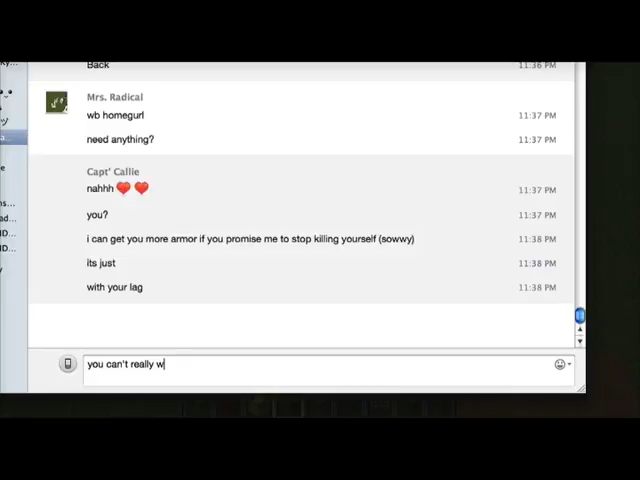 Back 11:36 PM
Mrs. Radical
wb homegurl 11:37 PM
need anything? 11:37 PM
Capt' Callie
nahhh ❤️ ❤️ 11:37 PM
you? 11:37 PM
i can get you more armor if you promise me to stop killing yourself (sowwy) 11:38 PM
its just 11:38 PM
with your lag 11:38 PM
you can't really w